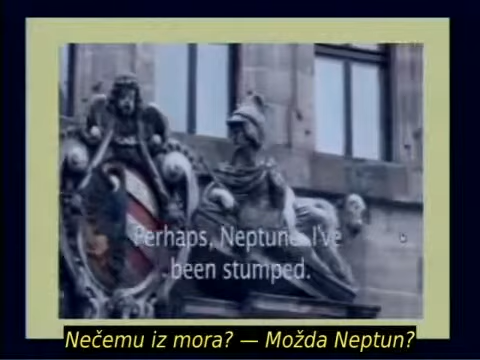 Perhaps, Neptune. I've
been stumped.
Nečemu iz mora? — Možda Neptun?